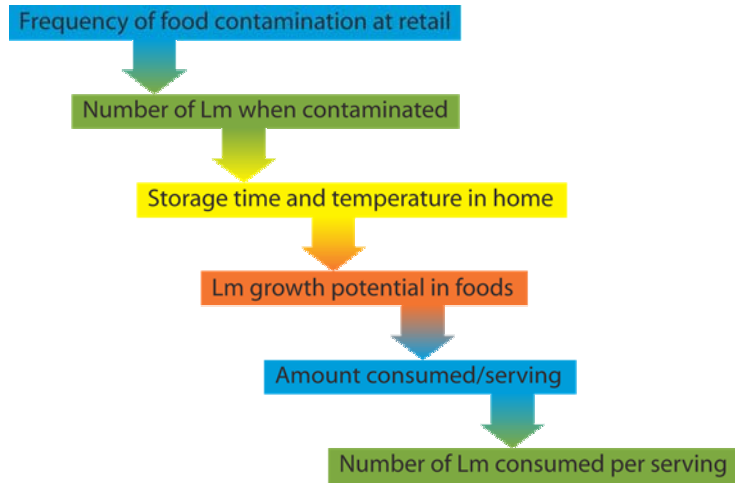 Frequency of food contamination at retail
Number of Lm when contaminated
Storage time and temperature in home
Lm growth potential in foods
Amount consumed/serving
Number of Lm consumed per serving